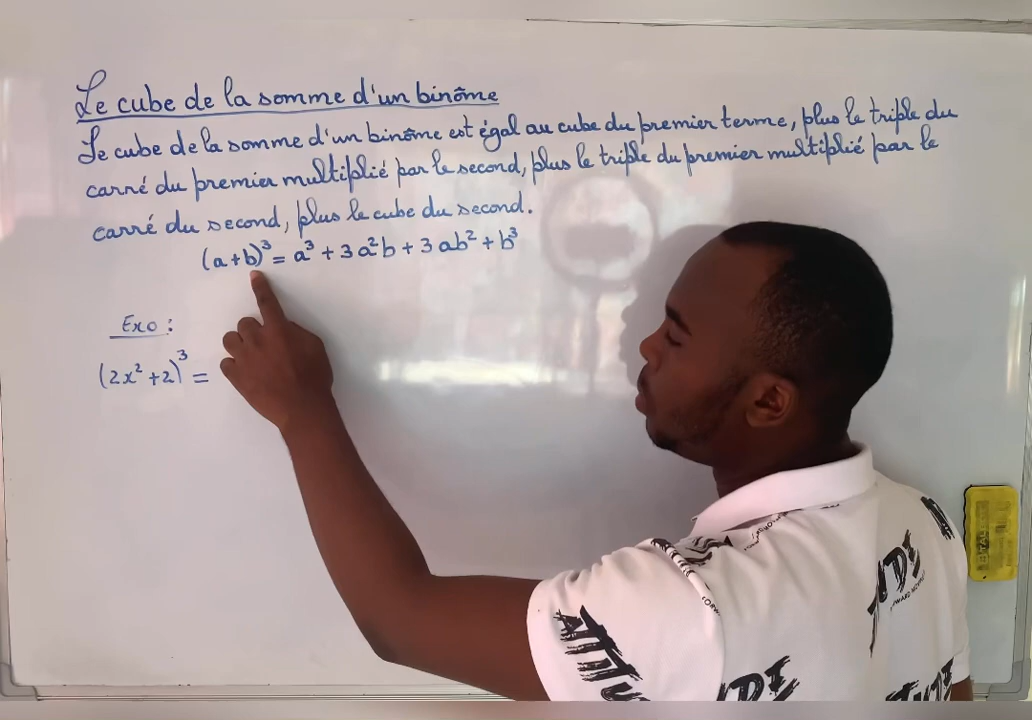 Le cube de la somme d'un binôme
Le cube de la somme d'un binôme est égal au cube du premier terme, plus le triple du
carré du premier multiplié par le second, plus le triple du premier multiplié par le
carré du second, plus le cube du second.
(a+b)³ = a³ + 3a²b + 3ab² + b³
Exo :
(2x² + 2)³ =
ATTITU
UDE